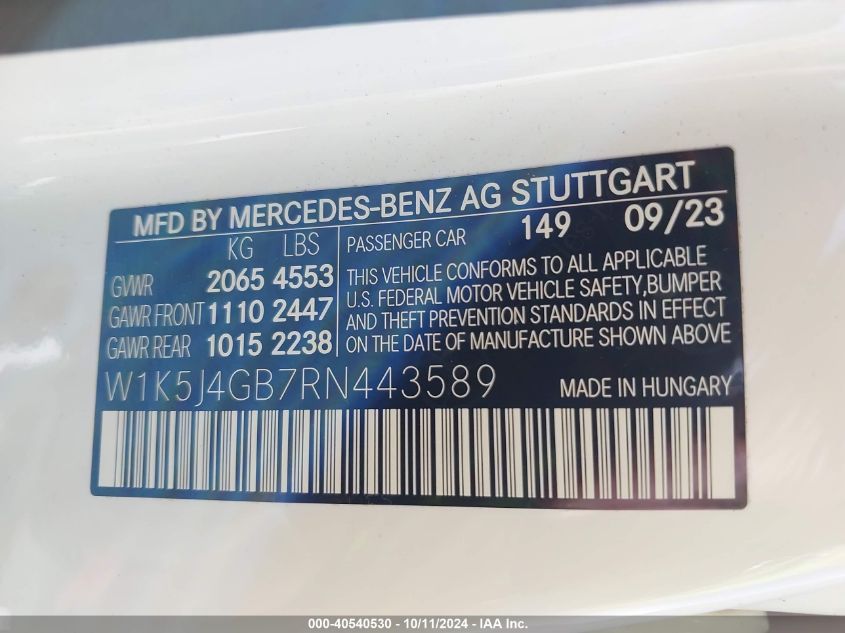 MFD BY MERCEDES-BENZ AG STUTTGART
KG LBS
GVWR 2065 4553
GAWR FRONT 1110 2447
GAWR REAR 1015 2238
PASSENGER CAR 149 09/23
THIS VEHICLE CONFORMS TO ALL APPLICABLE
U.S. FEDERAL MOTOR VEHICLE SAFETY,BUMPER
AND THEFT PREVENTION STANDARDS IN EFFECT
ON THE DATE OF MANUFACTURE SHOWN ABOVE
W1K5J4GB7RN443589 MADE IN HUNGARY
000-40540530 - 10/11/2024 - IAA Inc.